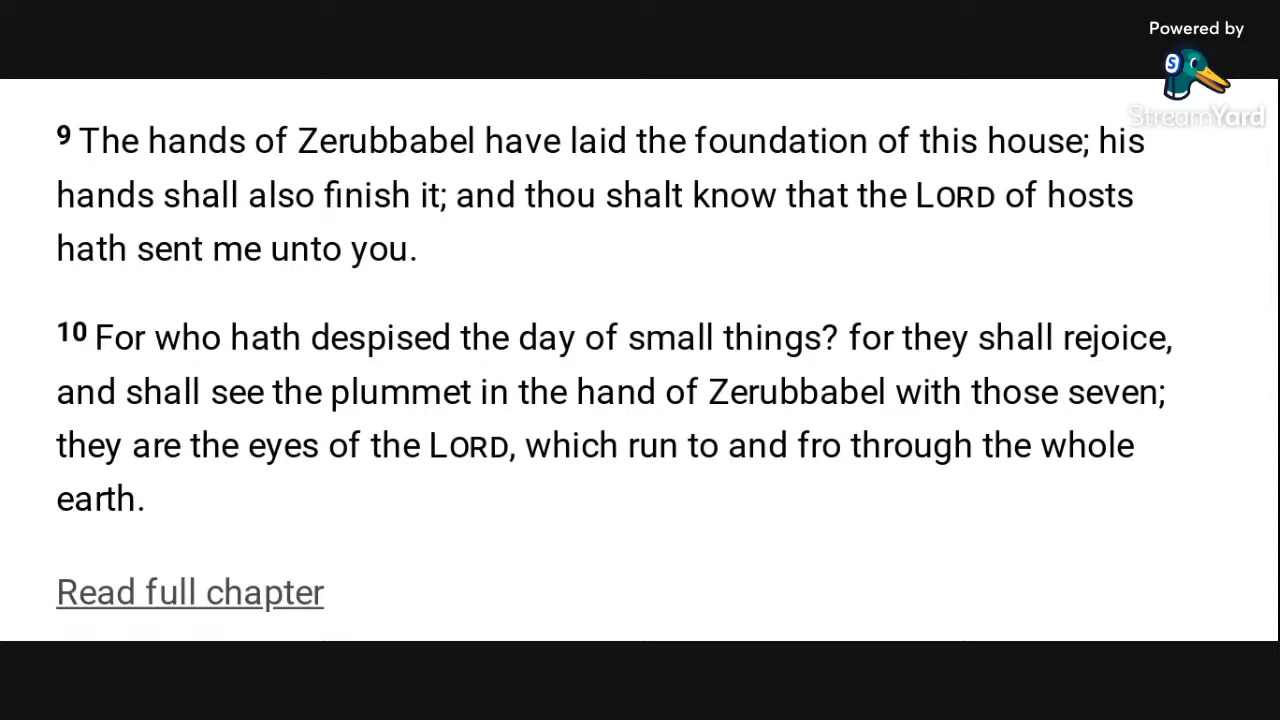 Powered by
S
StreamYard
9 The hands of Zerubbabel have laid the foundation of this house; his
hands shall also finish it; and thou shalt know that the LORD of hosts
hath sent me unto you.
10 For who hath despised the day of small things? for they shall rejoice,
and shall see the plummet in the hand of Zerubbabel with those seven;
they are the eyes of the LORD, which run to and fro through the whole
earth.
Read full chapter